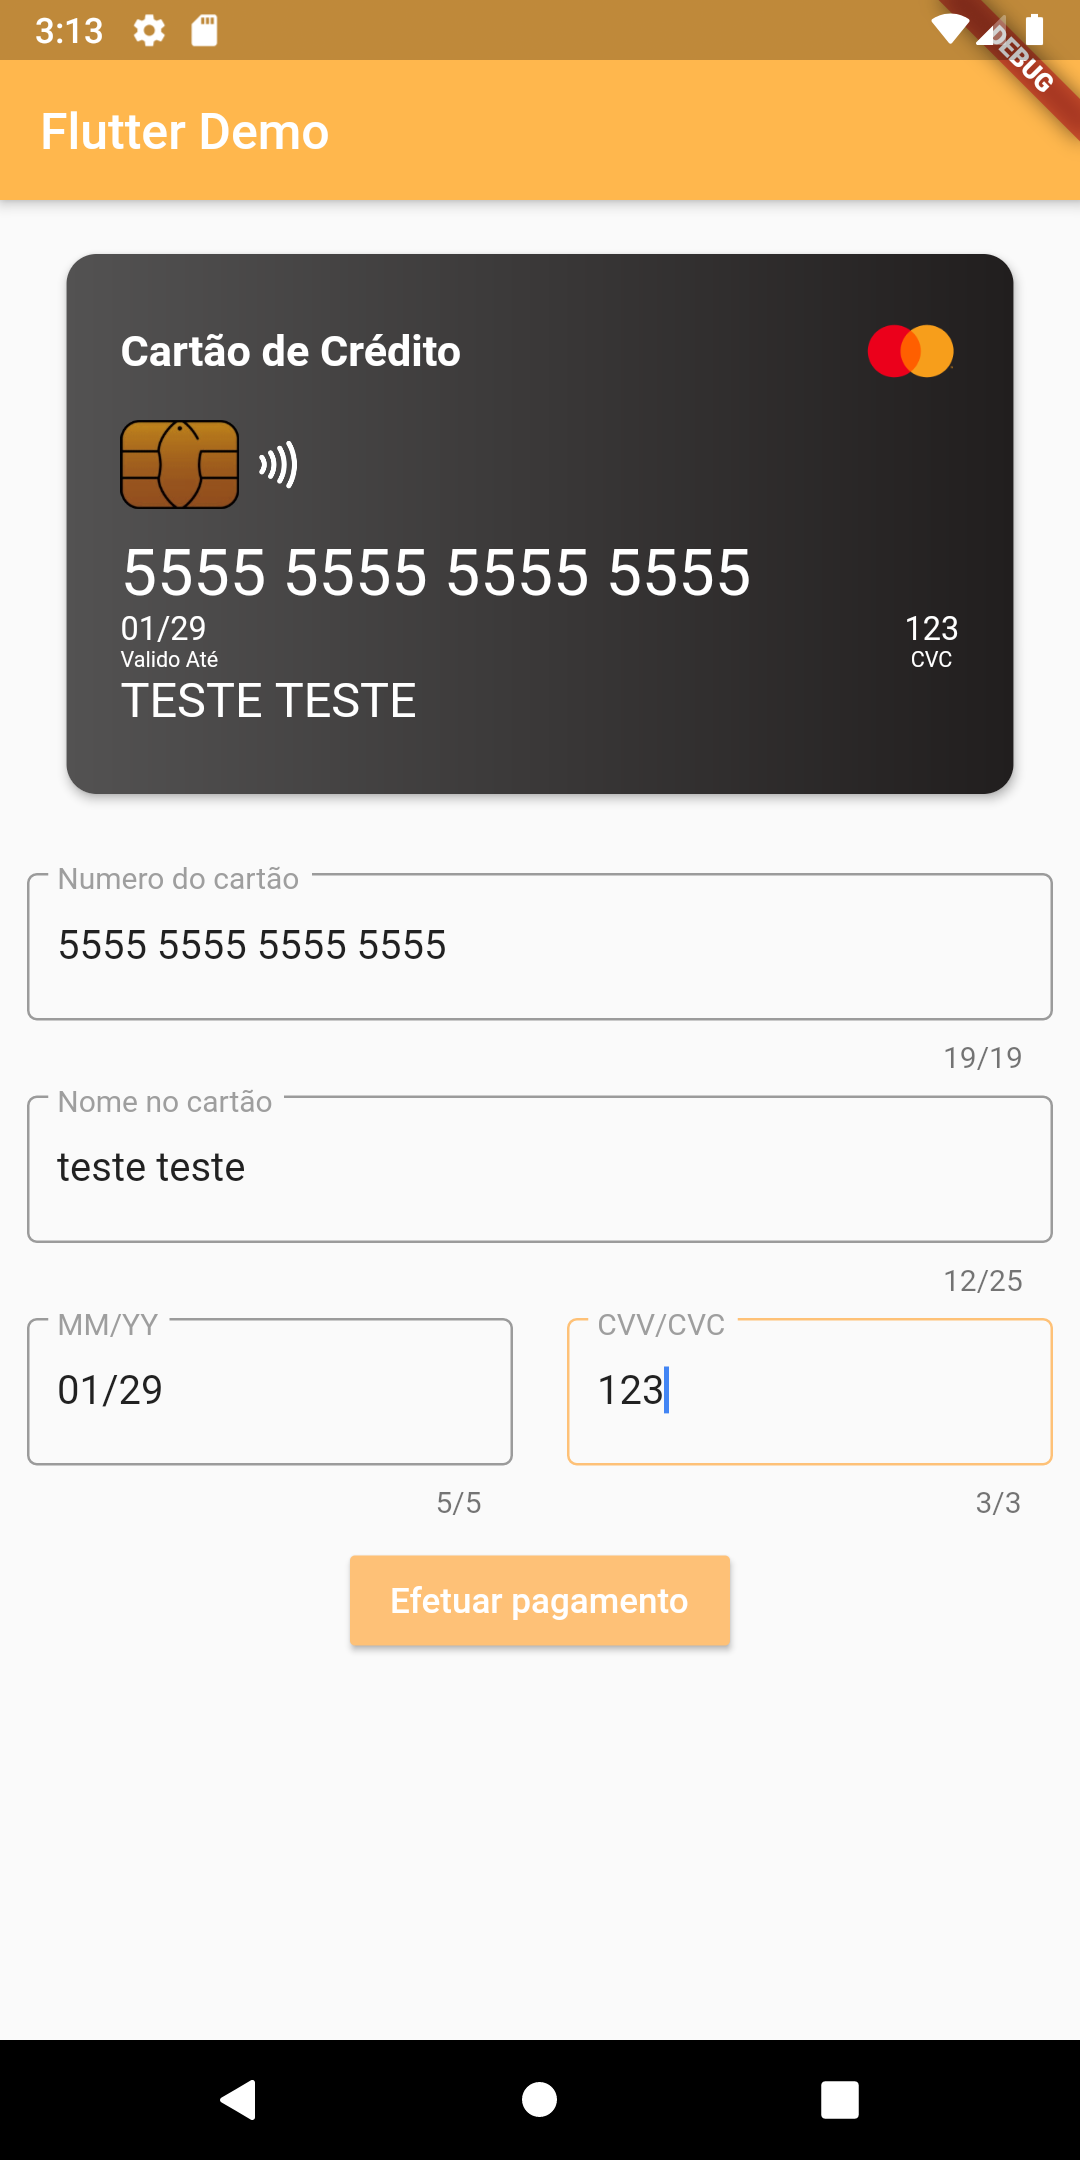 3:13
DEBUG
Flutter Demo
Cartão de Crédito
5555 5555 5555 5555
01/29 123
Valido Até CVC
TESTE TESTE
Numero do cartão
5555 5555 5555 5555
19/19
Nome no cartão
teste teste
12/25
MM/YY CVV/CVC
01/29 123
5/5 3/3
Efetuar pagamento